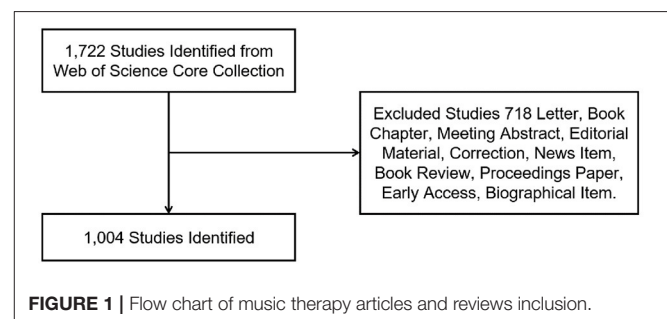 1,722 Studies Identified from
Web of Science Core Collection
Excluded Studies 718 Letter, Book
Chapter, Meeting Abstract, Editorial
Material, Correction, News Item,
Book Review, Proceedings Paper,
Early Access, Biographical Item.
1,004 Studies Identified
FIGURE 1 | Flow chart of music therapy articles and reviews inclusion.